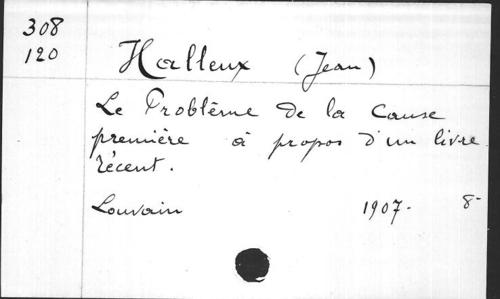 308
120
Halleux (Jean)
Le Problème de la Cause
première à propos d'un livre
récent.
Louvain 1907. 8-